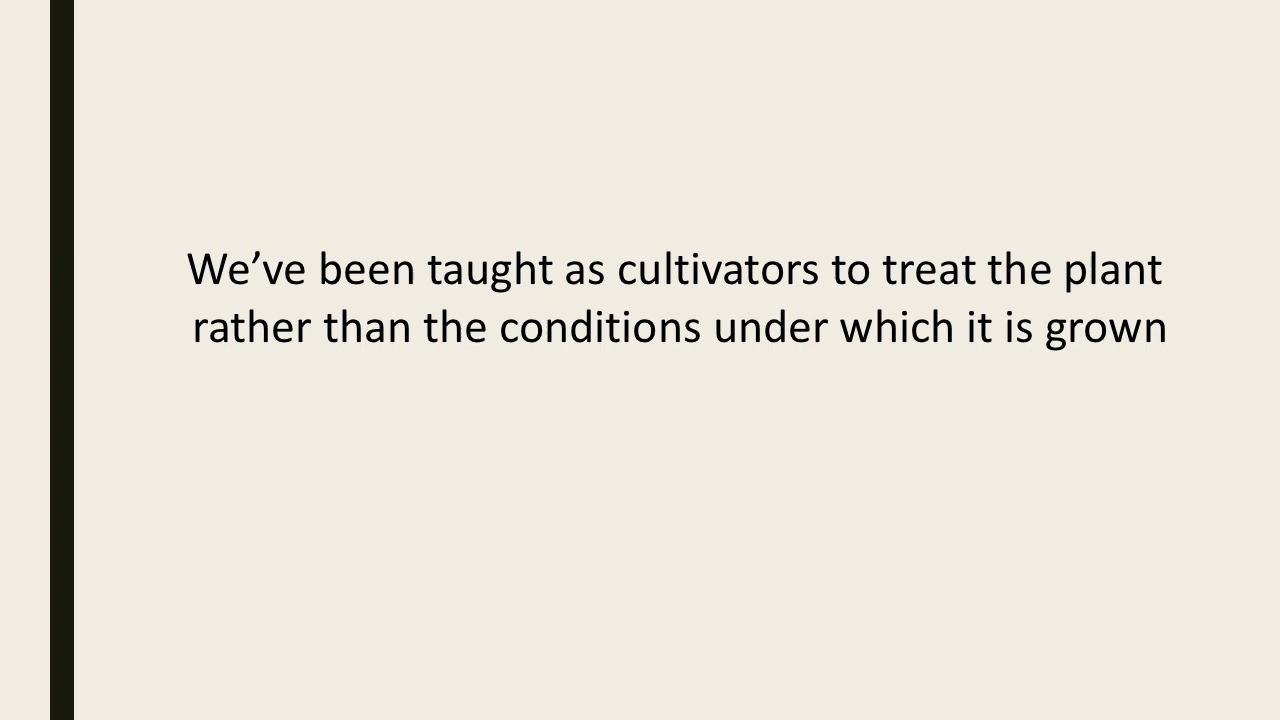 We’ve been taught as cultivators to treat the plant
rather than the conditions under which it is grown